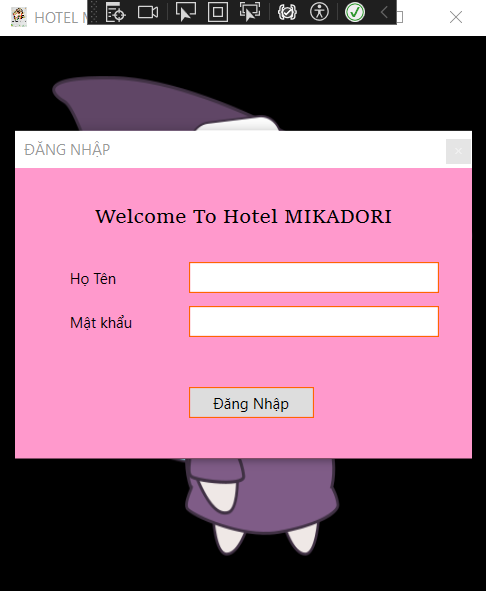 HOTEL
ĐĂNG NHẬP
Welcome To Hotel MIKADORI
Họ Tên
Mật khẩu
Đăng Nhập